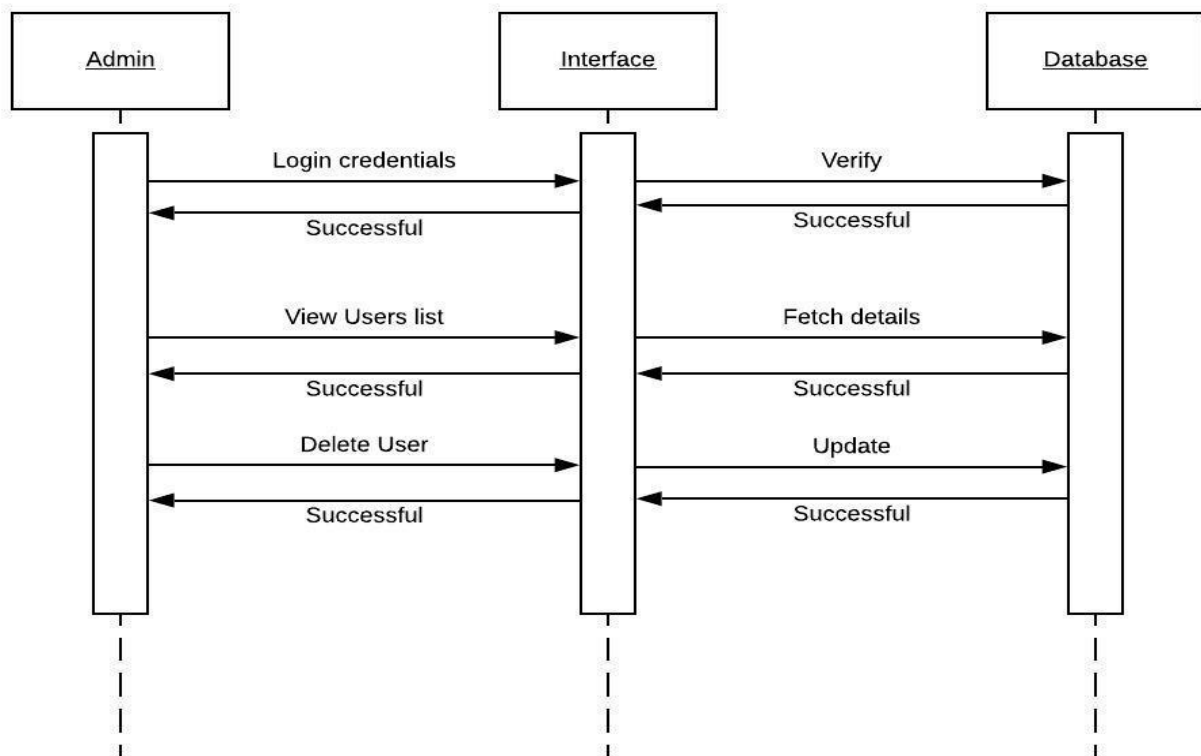 Admin
Interface
Database
Login credentials
Verify
Successful
Successful
View Users list
Fetch details
Successful
Successful
Delete User
Update
Successful
Successful